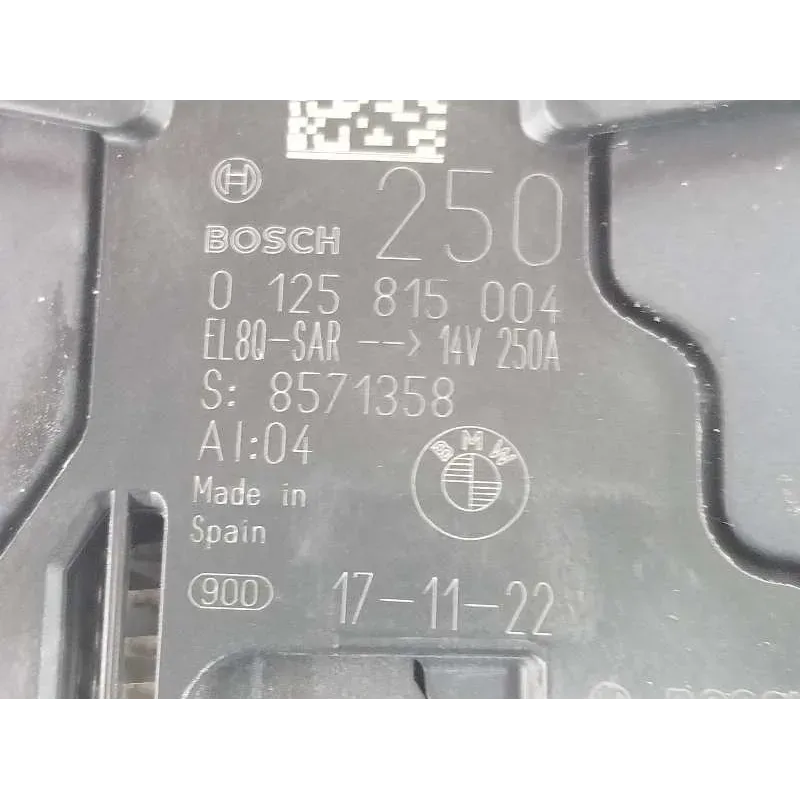 250
BOSCH
0 125 815 004
EL8Q-SAR --> 14V 250A
S: 8571358
AI:04
BMW
Made in
Spain
900
17-11-22